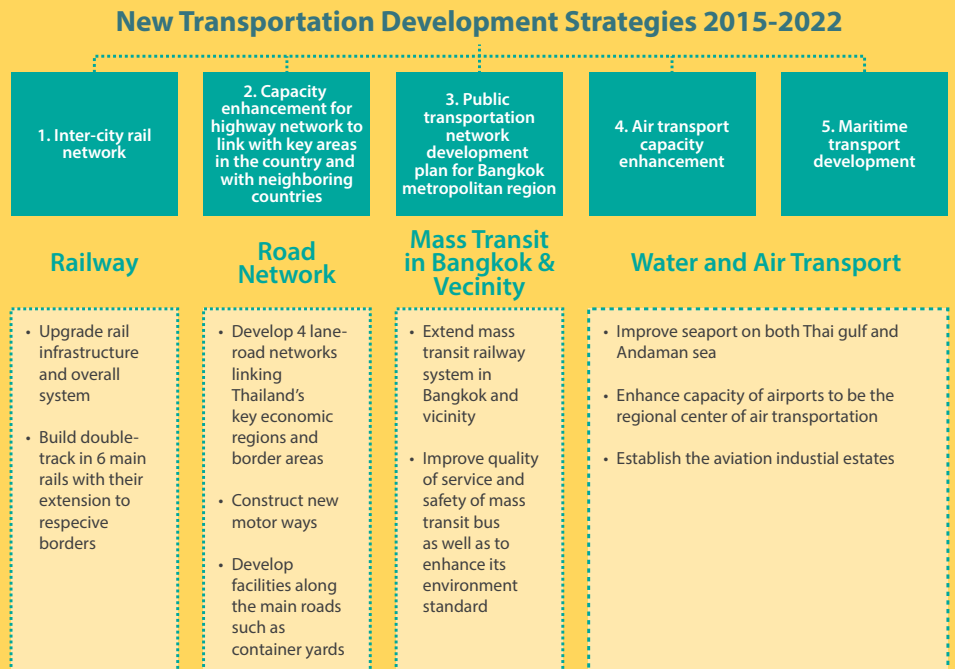 New Transportation Development Strategies 2015-2022
1. Inter-city rail
network
2. Capacity
enhancement for
highway network to
link with key areas
in the country and
with neighboring
countries
3. Public
transportation
network
development
plan for Bangkok
metropolitan region
4. Air transport
capacity
enhancement
5. Maritime
transport
development
Railway
• Upgrade rail
infrastructure
and overall
system
• Build double-
track in 6 main
rails with their
extension to
respecive
borders
Road
Network
• Develop 4 lane-
road networks
linking
Thailand's
key economic
regions and
border areas
• Construct new
motor ways
• Develop
facilities along
the main roads
such as
container yards
Mass Transit
in Bangkok &
Vecinity
• Extend mass
transit railway
system in
Bangkok and
vicinity
• Improve quality
of service and
safety of mass
transit bus
as well as to
enhance its
environment
standard
Water and Air Transport
• Improve seaport on both Thai gulf and
Andaman sea
• Enhance capacity of airports to be the
regional center of air transportation
• Establish the aviation industial estates